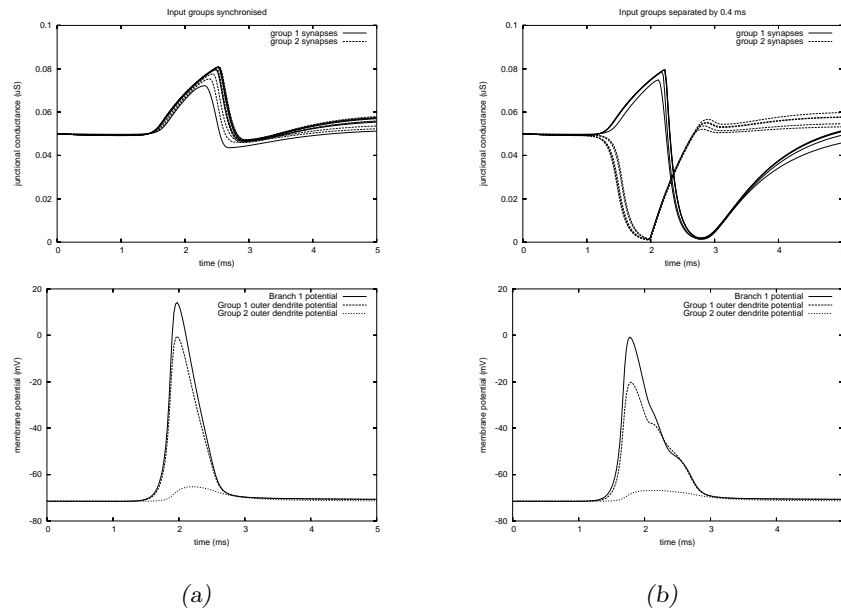 Input groups synchronised
0.1
0.08
0.06
0.04
0.02
0
junctional conductance (uS)
group 1 synapses
group 2 synapses
0 1 2 3 4 5
time (ms)
Input groups separated by 0.4 ms
0.1
0.08
0.06
0.04
0.02
0
junctional conductance (uS)
group 1 synapses
group 2 synapses
0 1 2 3 4 5
time (ms)
20
0
-20
-40
-60
-80
membrane potential (mV)
Branch 1 potential
Group 1 outer dendrite potential
Group 2 outer dendrite potential
0 1 2 3 4 5
time (ms)
20
0
-20
-40
-60
-80
membrane potential (mV)
Branch 1 potential
Group 1 outer dendrite potential
Group 2 outer dendrite potential
0 1 2 3 4 5
time (ms)
(a)
(b)